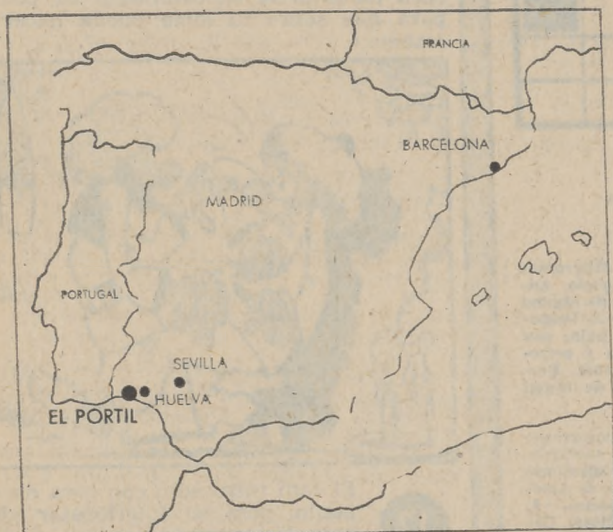 FRANCIA
BARCELONA
MADRID
PORTUGAL
SEVILLA
HUELVA
EL PORTIL